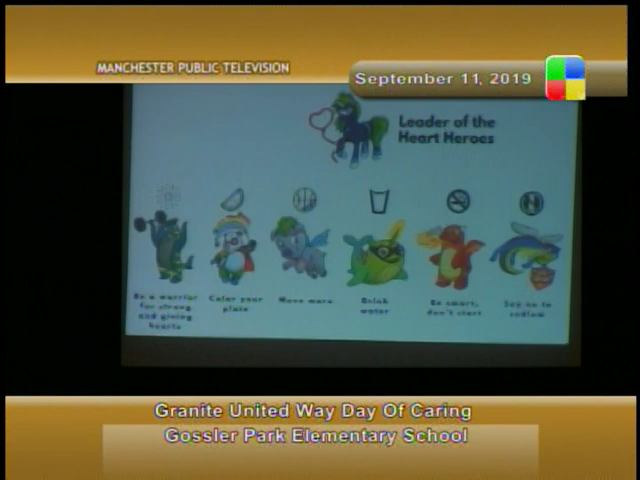 MANCHESTER PUBLIC TELEVISION
September 11, 2019
Leader of the
Heart Heroes
Be a warrior
for strong
and giving
hearts
Color your
plate
Move more
Drink
water
Be smart,
don't start
Say no to
sodium
Granite United Way Day Of Caring
Gossler Park Elementary School